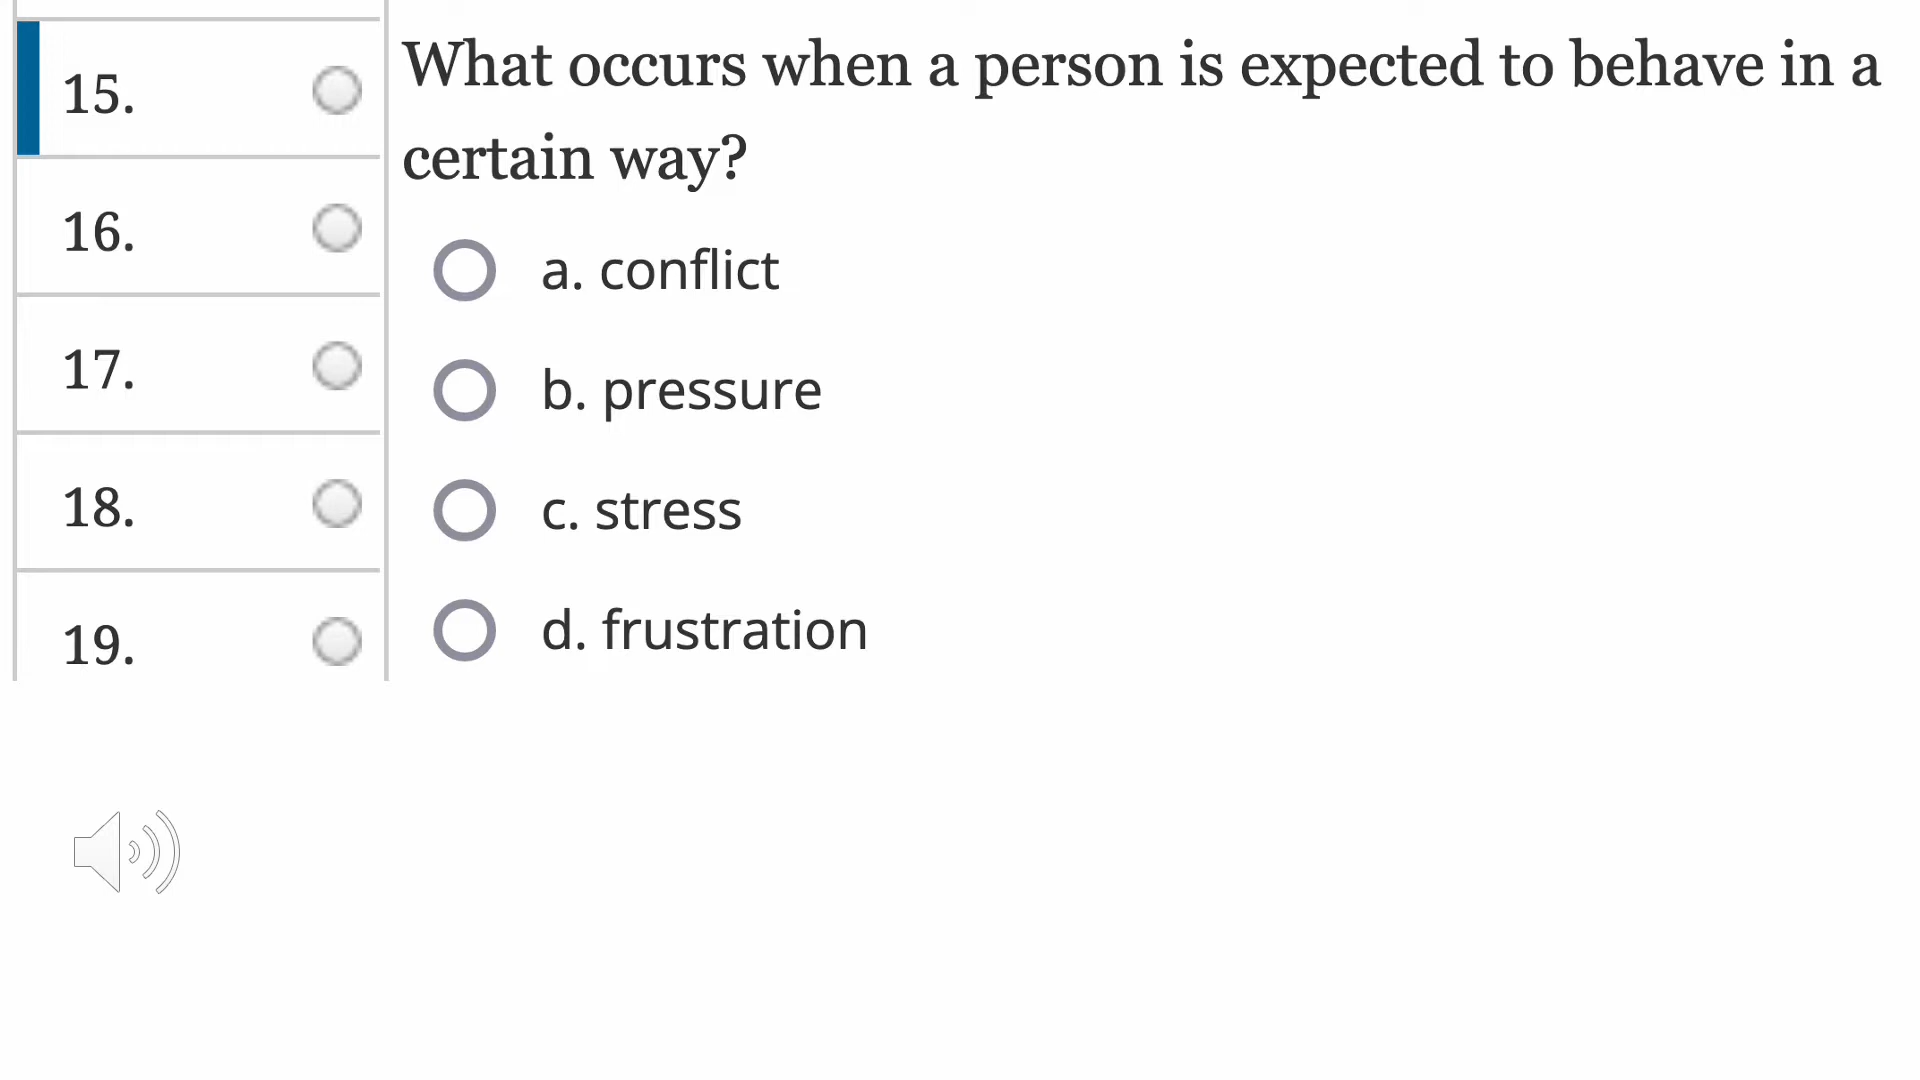 15.
What occurs when a person is expected to behave in a
certain way?
16.
a. conflict
17.
b. pressure
18.
c. stress
19.
d. frustration